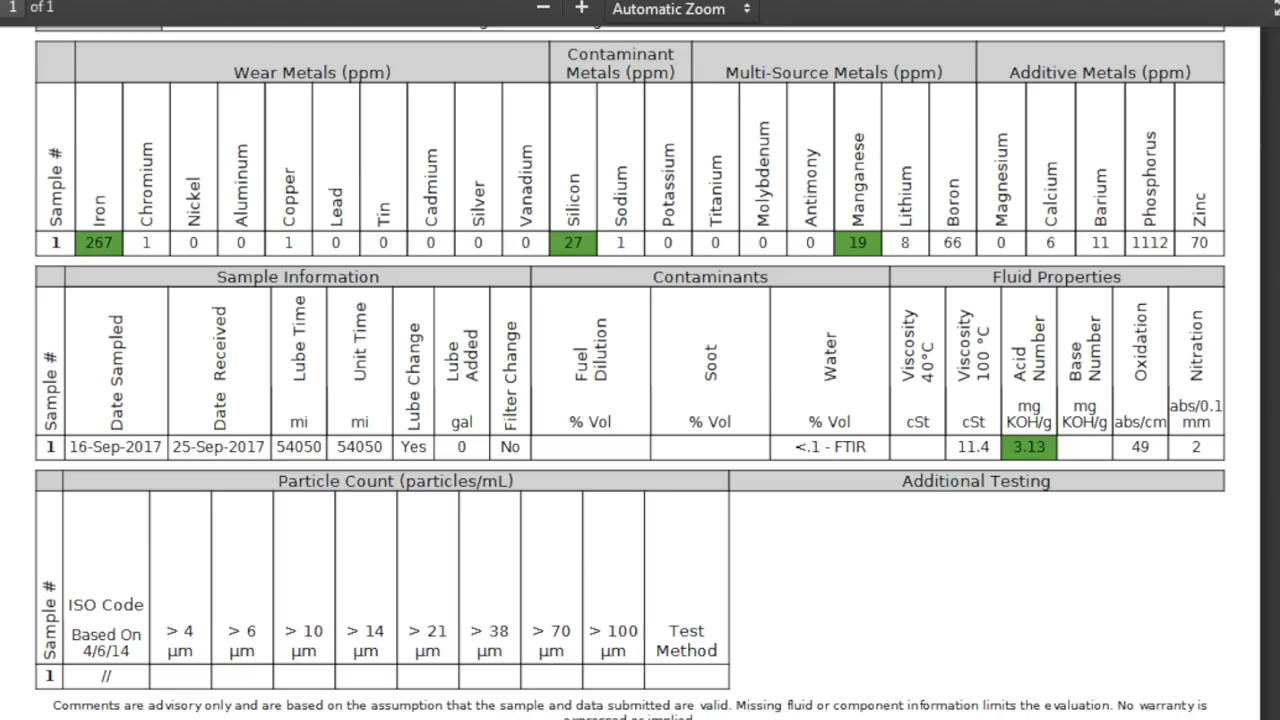 1 of 1 − + Automatic Zoom
Wear Metals (ppm) Contaminant Metals (ppm) Multi-Source Metals (ppm) Additive Metals (ppm)
Sample # Iron Chromium Nickel Aluminum Copper Lead Tin Cadmium Silver Vanadium Silicon Sodium Potassium Titanium Molybdenum Antimony Manganese Lithium Boron Magnesium Calcium Barium Phosphorus Zinc
1 267 1 0 0 1 0 0 0 0 0 27 1 0 0 0 0 19 8 66 0 6 11 1112 70
Sample Information Contaminants Fluid Properties
Sample # Date Sampled Date Received Lube Time Unit Time Lube Change Lube Added Filter Change Fuel Dilution Soot Water Viscosity 40°C Viscosity 100 °C Acid Number Base Number Oxidation Nitration
mi mi gal % Vol % Vol % Vol cSt cSt mg KOH/g mg KOH/g abs/cm abs/0.1 mm
1 16-Sep-2017 25-Sep-2017 54050 54050 Yes 0 No <.1 - FTIR 11.4 3.13 49 2
Particle Count (particles/mL) Additional Testing
Sample # ISO Code Based On 4/6/14 > 4 µm > 6 µm > 10 µm > 14 µm > 21 µm > 38 µm > 70 µm > 100 µm Test Method
1 //
Comments are advisory only and are based on the assumption that the sample and data submitted are valid. Missing fluid or component information limits the evaluation. No warranty is
expressed or implied.